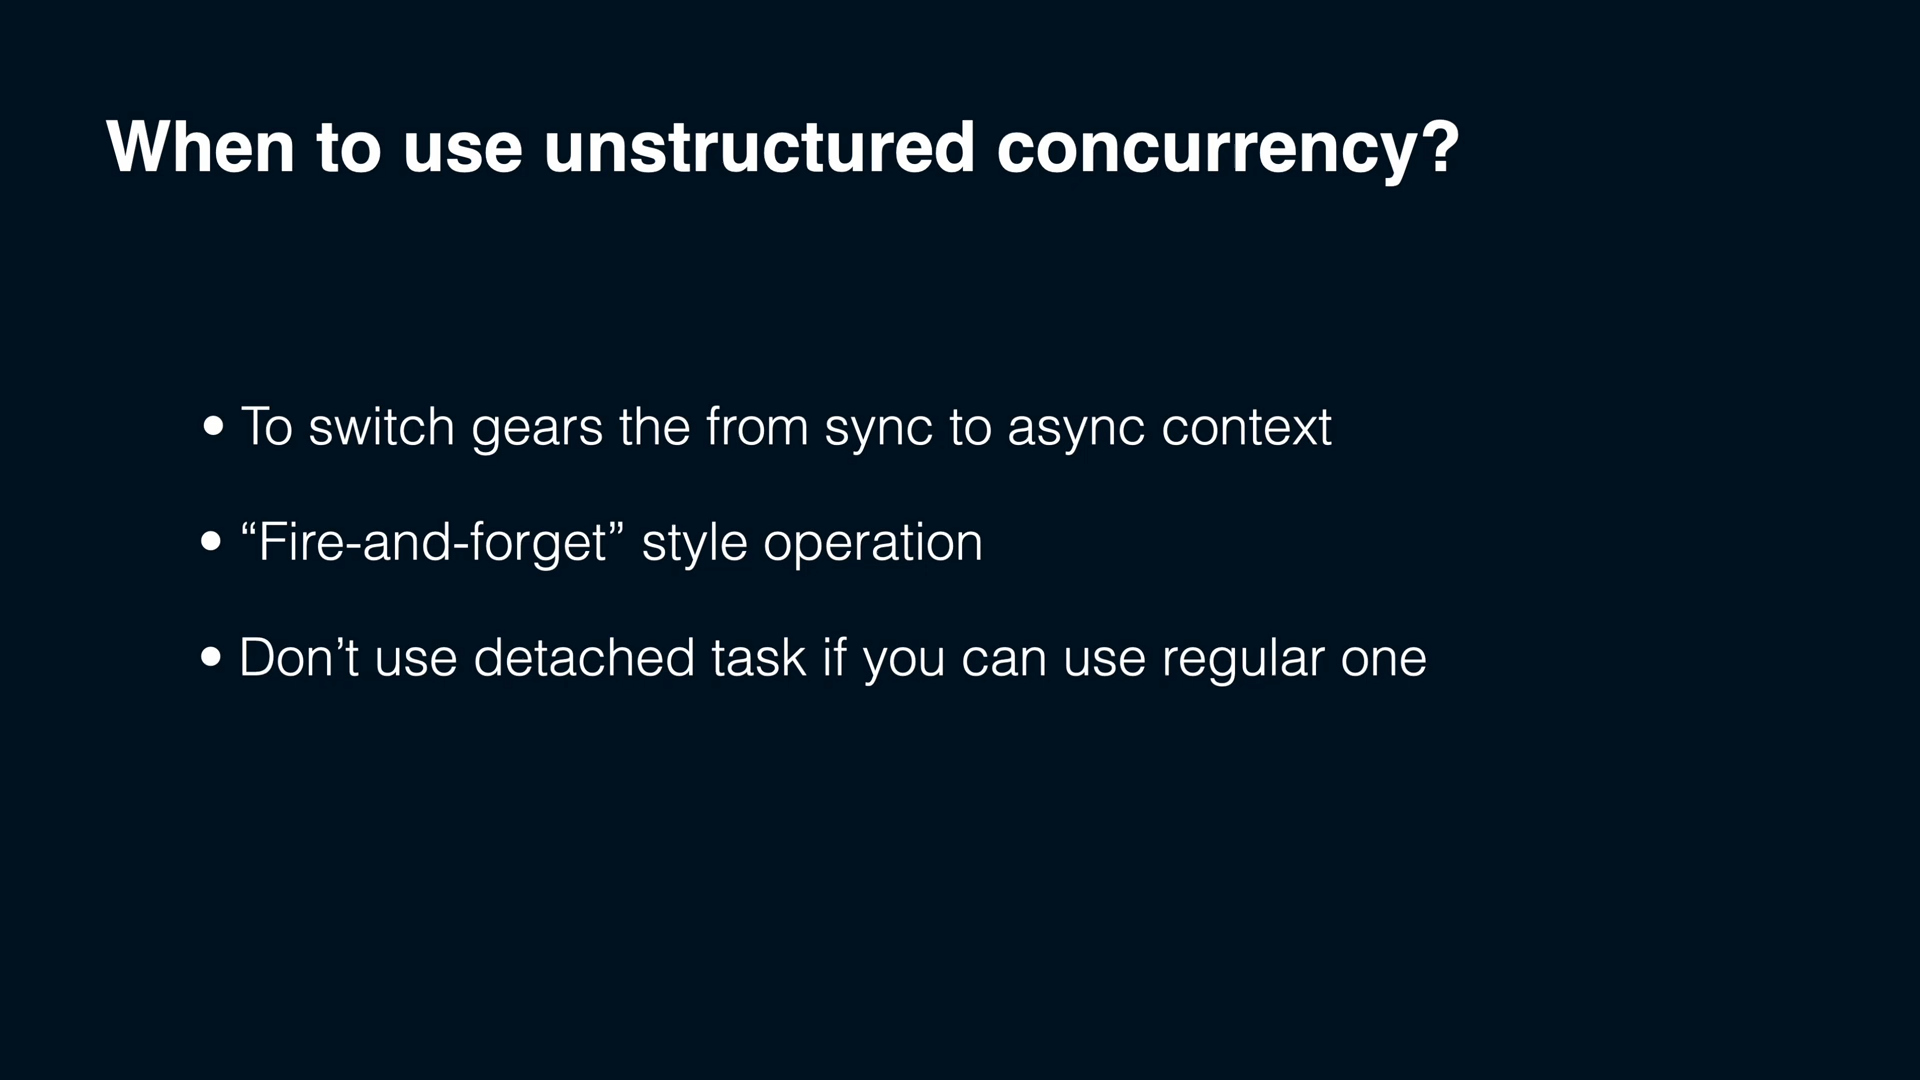 When to use unstructured concurrency?
• To switch gears the from sync to async context
• “Fire-and-forget” style operation
• Don’t use detached task if you can use regular one